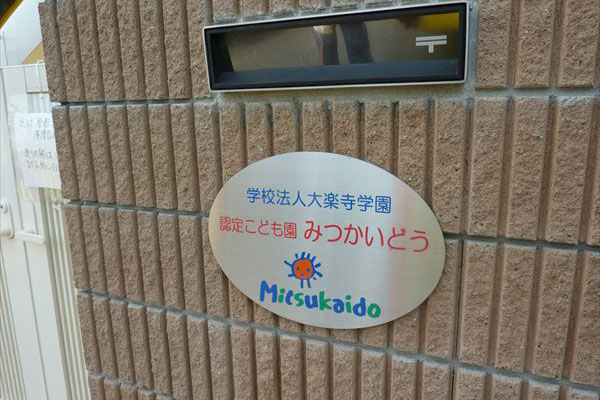 〒
学校法人大楽寺学園
認定こども園 みつかいどう
Mitsukaido